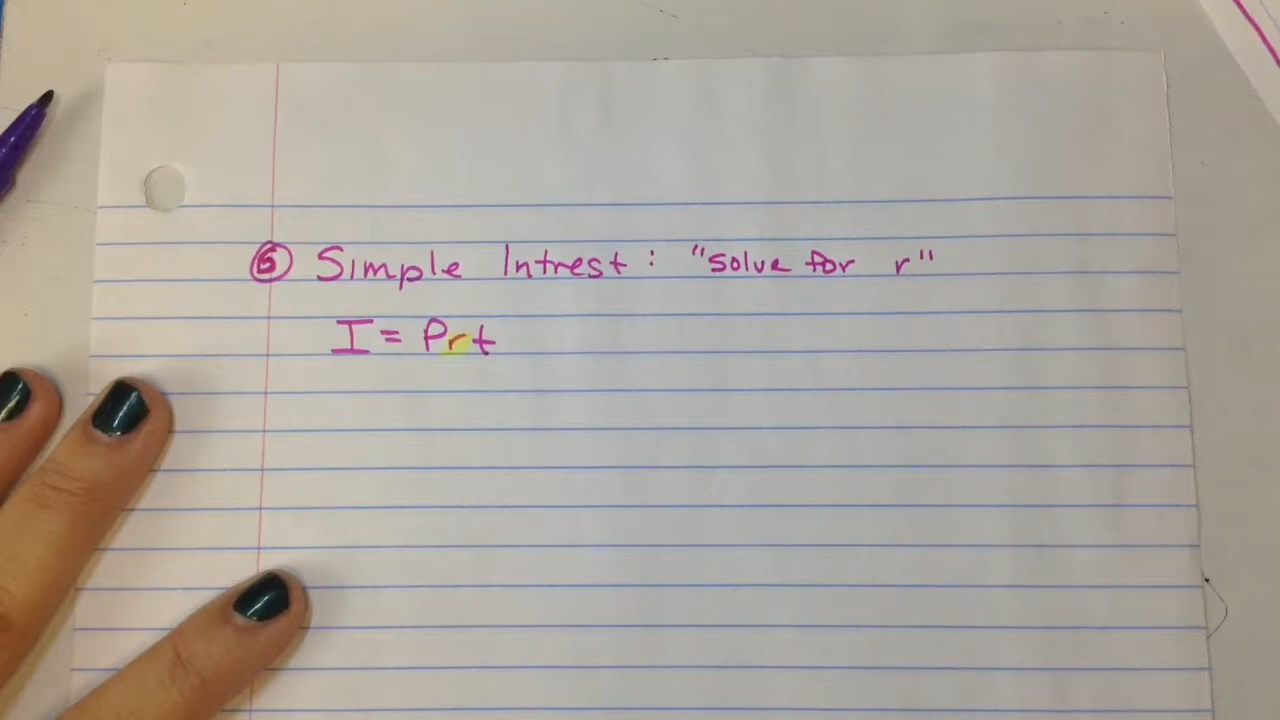 ⑤ Simple Intrest: "solve for r"
I = Prt